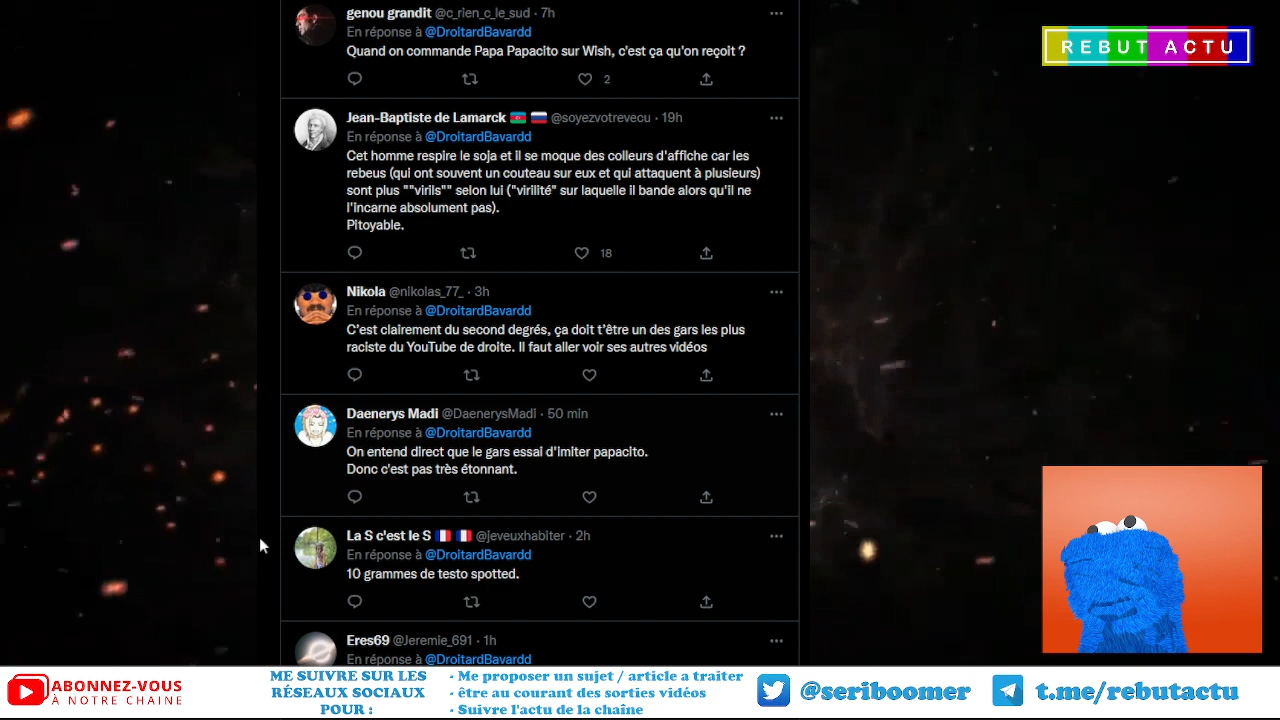 genou grandit @c_rien_c_le_sud · 7h
En réponse à @DroitardBavardd
Quand on commande Papa Papacito sur Wish, c'est ça qu'on reçoit ?
2
Jean-Baptiste de Lamarck @soyezvotrevecu · 19h
En réponse à @DroitardBavardd
Cet homme respire le soja et il se moque des colleurs d'affiche car les
rebeus (qui ont souvent un couteau sur eux et qui attaquent à plusieurs)
sont plus ""virils"" selon lui ("virilité" sur laquelle il bande alors qu'il ne
l'incarne absolument pas).
Pitoyable.
18
Nikola @nikolas_77_ · 3h
En réponse à @DroitardBavardd
C'est clairement du second degrés, ça doit t'être un des gars les plus
raciste du YouTube de droite. Il faut aller voir ses autres vidéos
Daenerys Madi @DaenerysMadi · 50 min
En réponse à @DroitardBavardd
On entend direct que le gars essai d'imiter papacito.
Donc c'est pas très étonnant.
La S c'est le S @jeveuxhabiter · 2h
En réponse à @DroitardBavardd
10 grammes de testo spotted.
Eres69 @Jeremie_691 · 1h
En réponse à @DroitardBavardd
REBUT ACTU
ABONNEZ-VOUS
À NOTRE CHAINE
ME SUIVRE SUR LES
RÉSEAUX SOCIAUX
POUR :
- Me proposer un sujet / article a traiter
- être au courant des sorties vidéos
- Suivre l'actu de la chaîne
@seriboomer
t.me/rebutactu